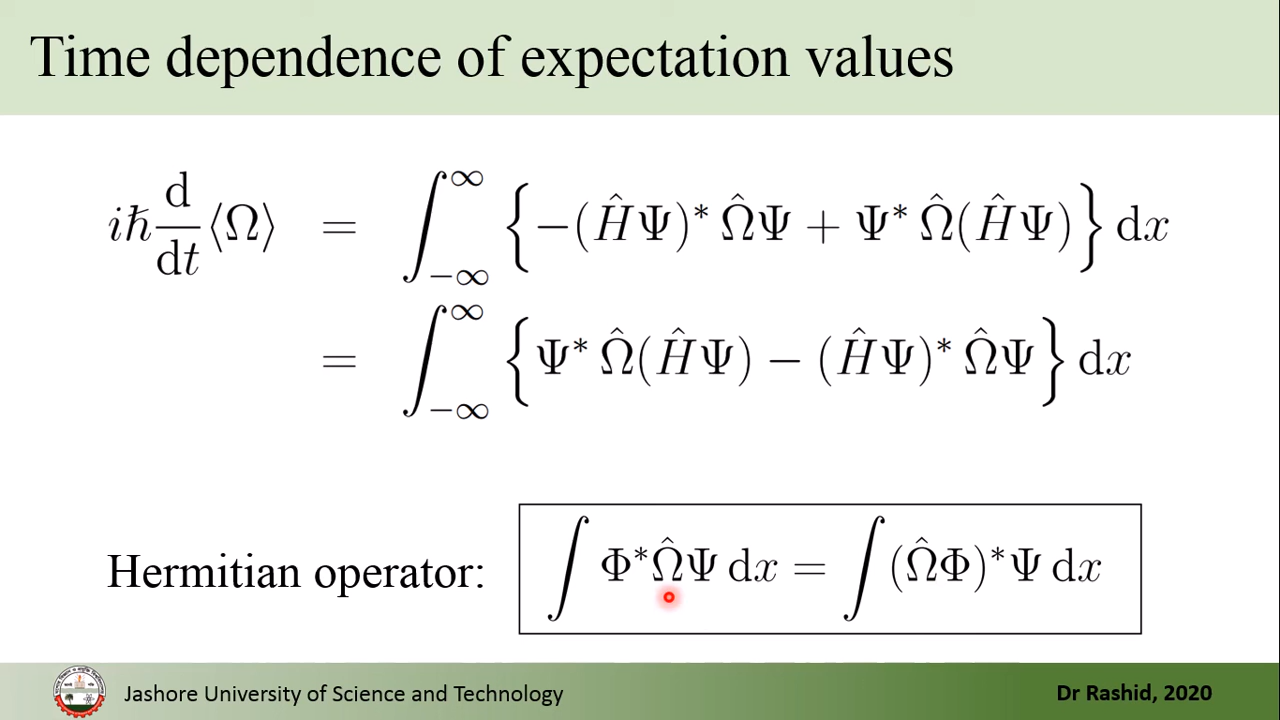 Time dependence of expectation values
iℏ d/dt ⟨Ω⟩ = ∫_{-∞}^{∞} { −(ĤΨ)* Ω̂Ψ + Ψ* Ω̂(ĤΨ) } dx
= ∫_{-∞}^{∞} { Ψ* Ω̂(ĤΨ) − (ĤΨ)* Ω̂Ψ } dx
Hermitian operator: ∫ Φ*Ω̂Ψ dx = ∫ (Ω̂Φ)*Ψ dx
Jashore University of Science and Technology Dr Rashid, 2020